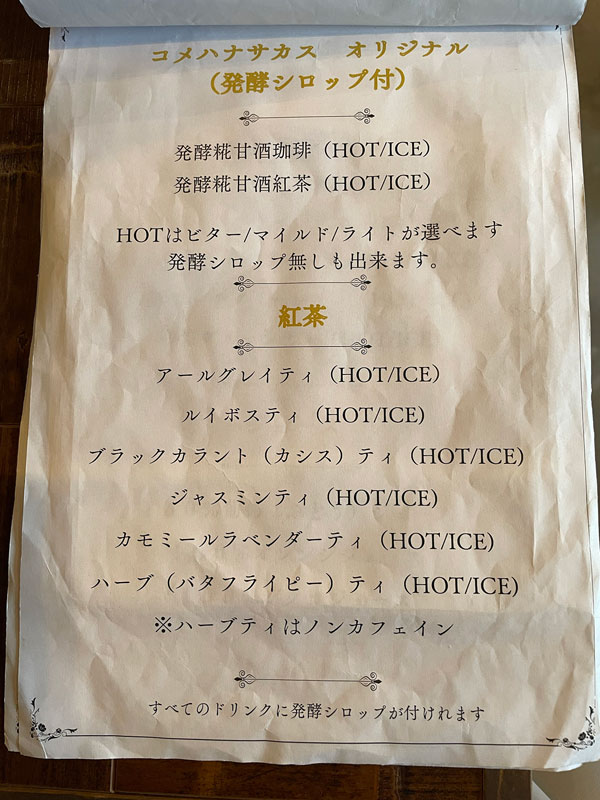 コメハナサカス　オリジナル
（発酵シロップ付）
発酵糀甘酒珈琲（HOT/ICE）
発酵糀甘酒紅茶（HOT/ICE）
HOTはビター/マイルド/ライトが選べます
発酵シロップ無しも出来ます。
紅茶
アールグレイティ（HOT/ICE）
ルイボスティ（HOT/ICE)
ブラックカラント（カシス）ティ（HOT/ICE)
ジャスミンティ（HOT/ICE)
カモミールラベンダーティ（HOT/ICE)
ハーブ（バタフライピー）ティ（HOT/ICE)
※ハーブティはノンカフェイン
すべてのドリンクに発酵シロップが付けれます